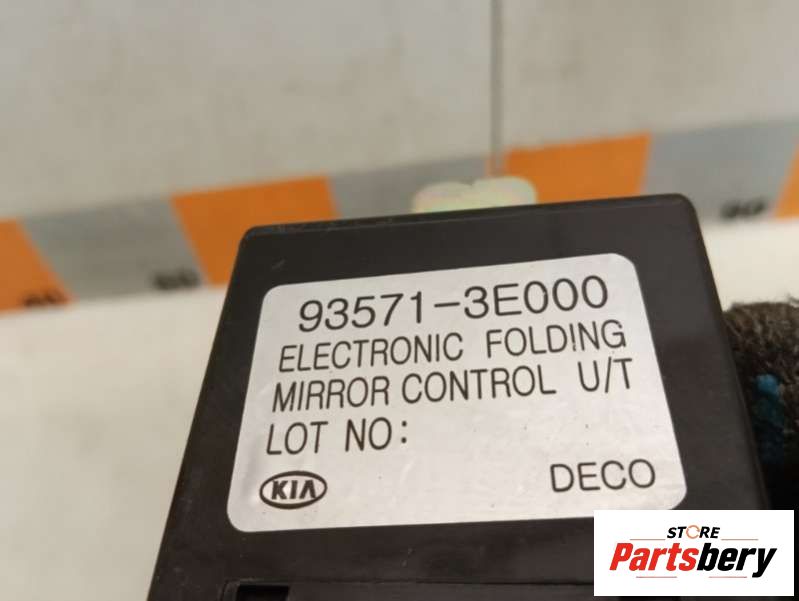 93571-3E000
ELECTRONIC FOLDING
MIRROR CONTROL U/T
LOT NO:
KIA DECO
STORE
Partsbery